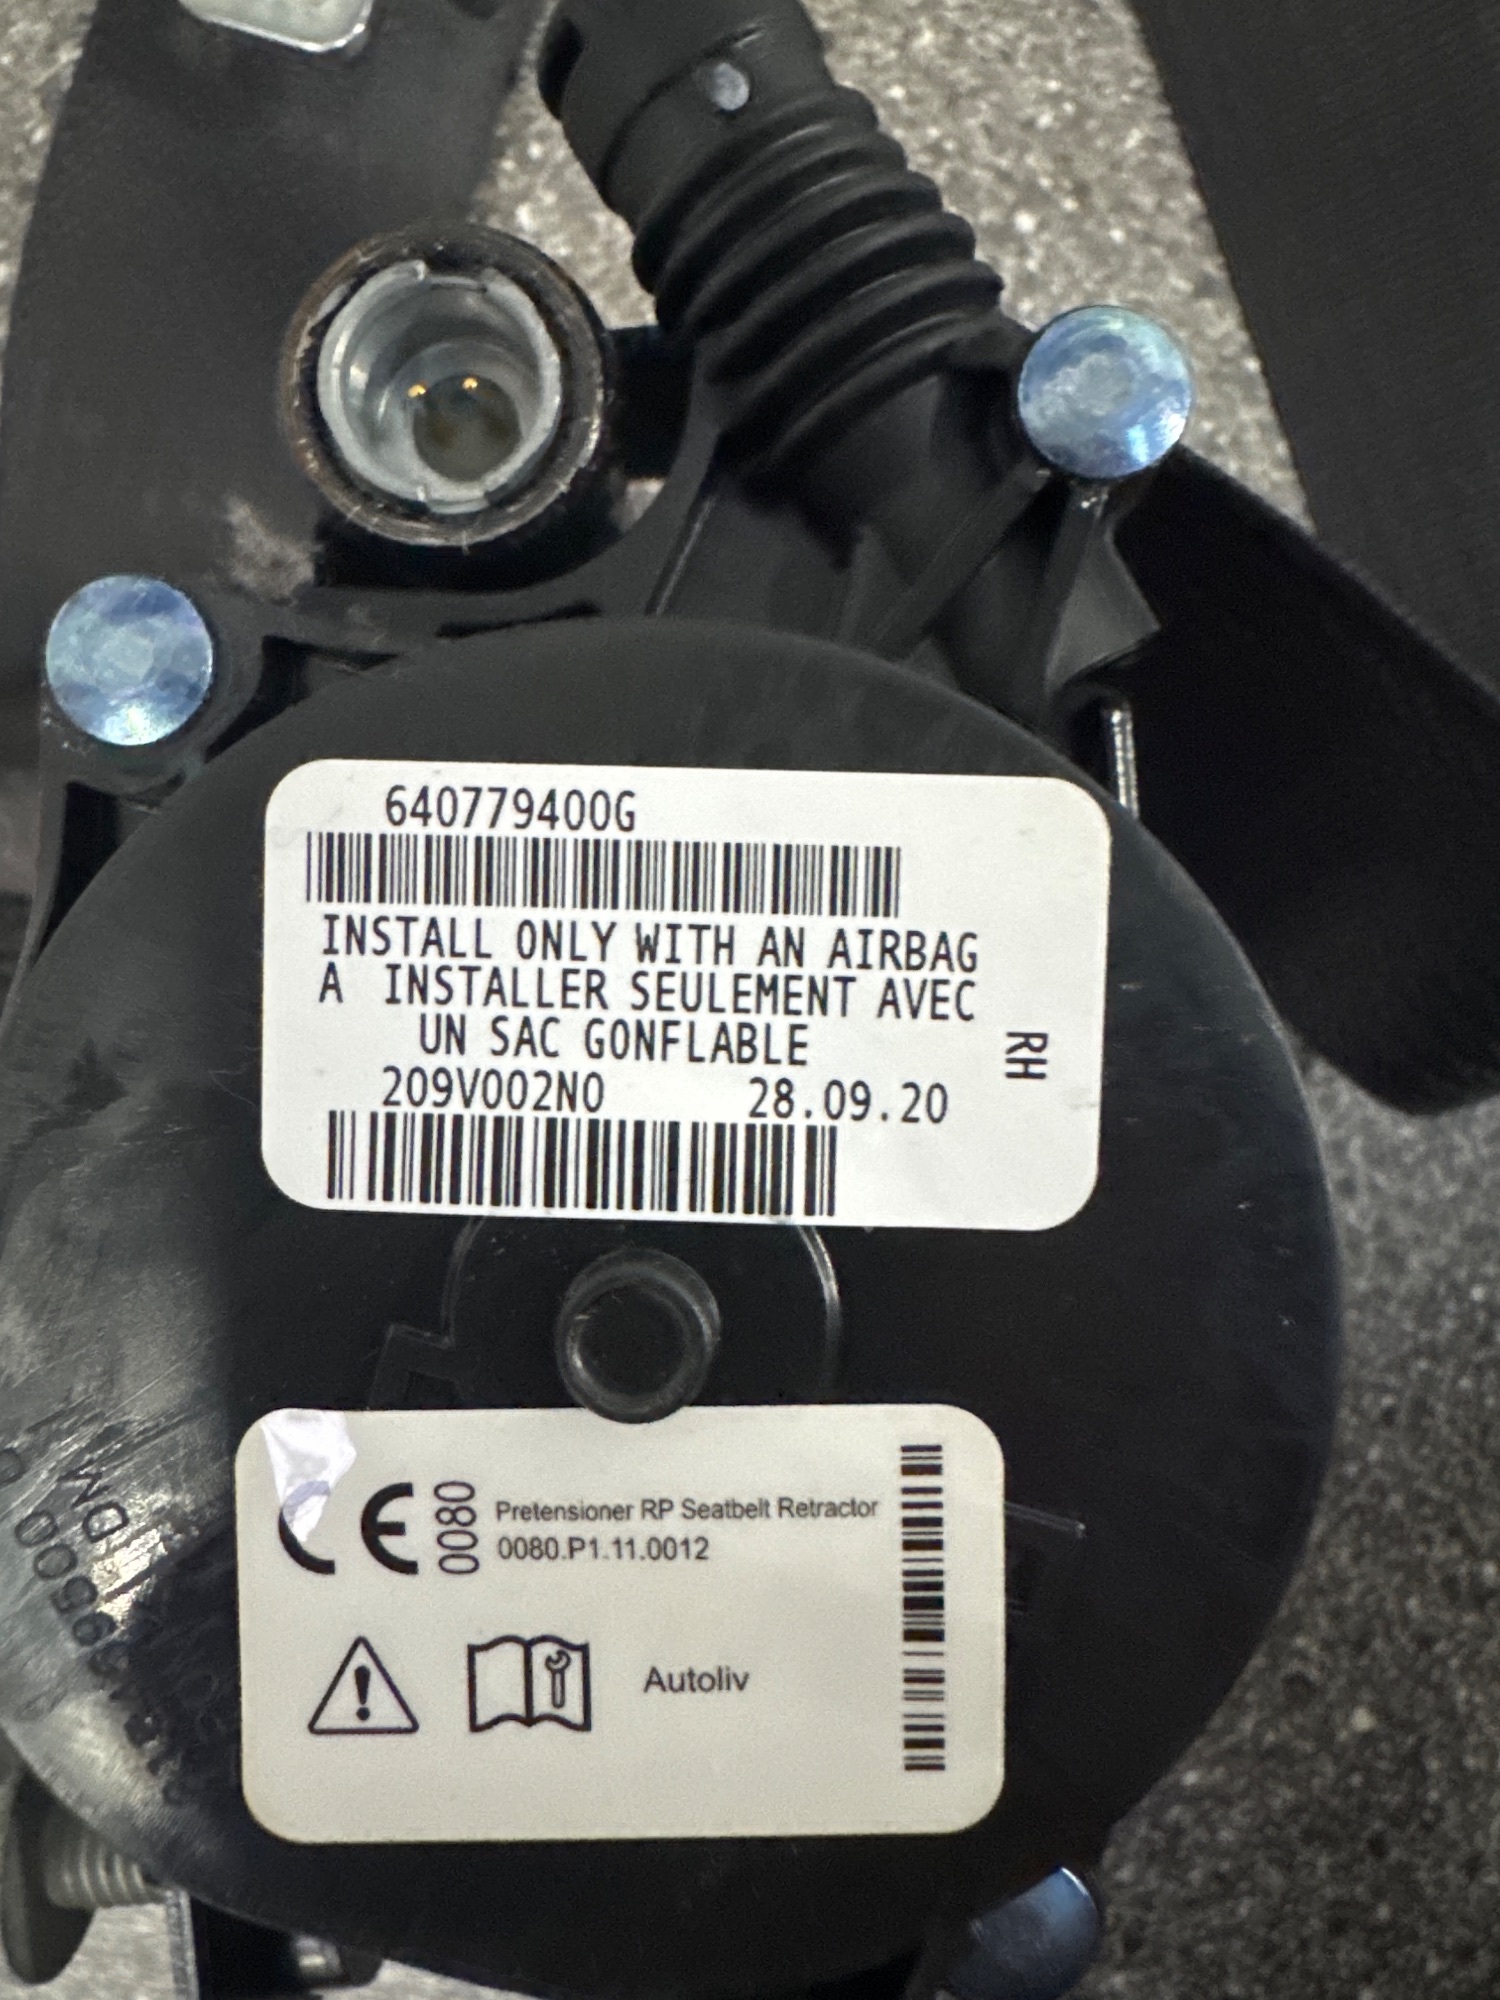 640779400G
INSTALL ONLY WITH AN AIRBAG
A INSTALLER SEULEMENT AVEC
UN SAC GONFLABLE
RH
209V002N0 28.09.20
CE 0080 Pretensioner RP Seatbelt Retractor
0080.P1.11.0012
Autoliv